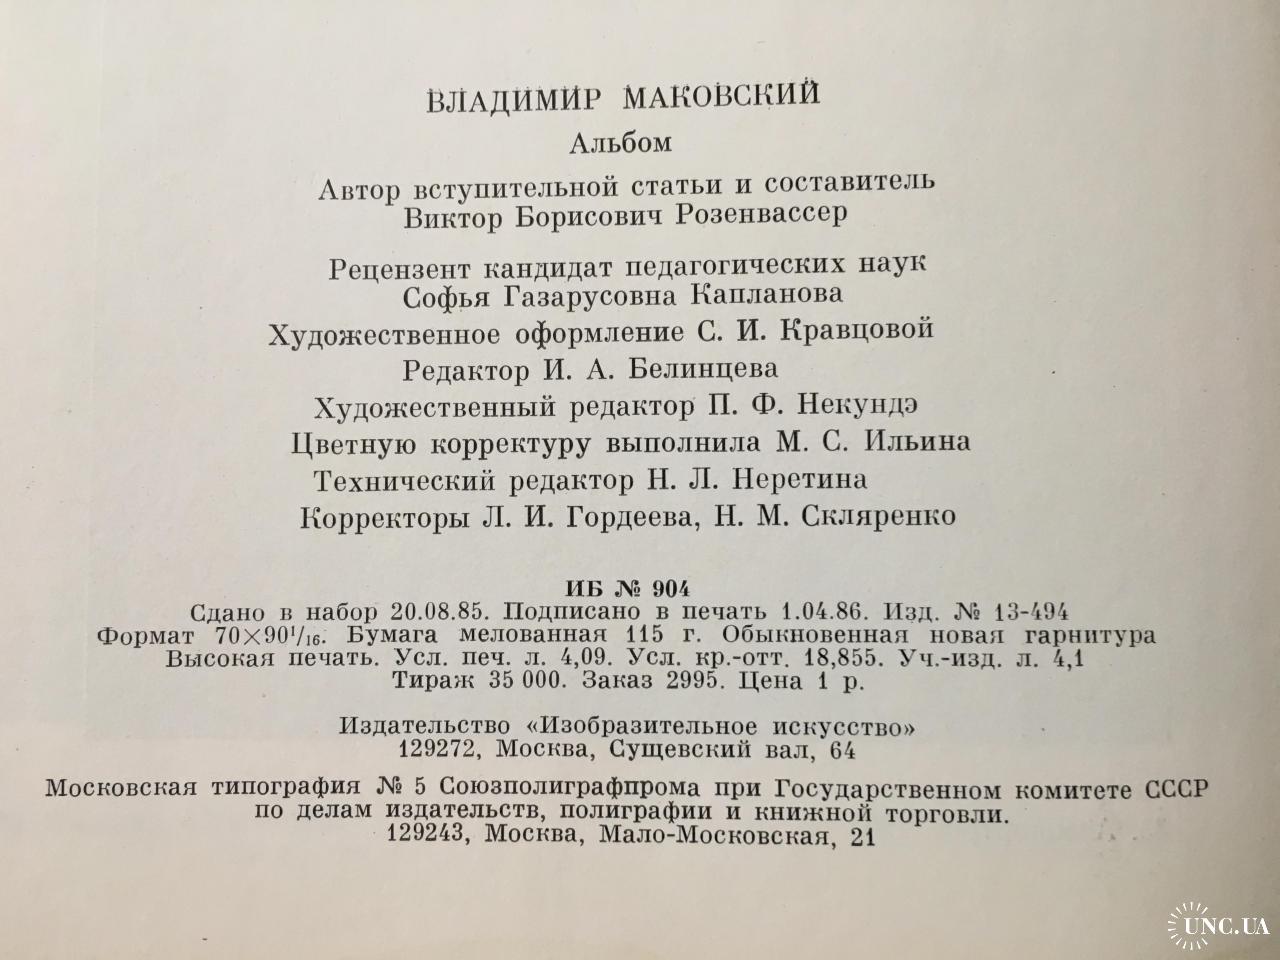 ВЛАДИМИР МАКОВСКИЙ
Альбом
Автор вступительной статьи и составитель
Виктор Борисович Розенвассер
Рецензент кандидат педагогических наук
Софья Газарусовна Капланова
Художественное оформление С. И. Кравцовой
Редактор И. А. Белинцева
Художественный редактор П. Ф. Некундэ
Цветную корректуру выполнила М. С. Ильина
Технический редактор Н. Л. Неретина
Корректоры Л. И. Гордеева, Н. М. Скляренко
ИБ № 904
Сдано в набор 20.08.85. Подписано в печать 1.04.86. Изд. № 13-494
Формат 70×90¹/₁₆. Бумага мелованная 115 г. Обыкновенная новая гарнитура
Высокая печать. Усл. печ. л. 4,09. Усл. кр.-отт. 18,855. Уч.-изд. л. 4,1
Тираж 35 000. Заказ 2995. Цена 1 р.
Издательство «Изобразительное искусство»
129272, Москва, Сущевский вал, 64
Московская типография № 5 Союзполиграфпрома при Государственном комитете СССР
по делам издательств, полиграфии и книжной торговли.
129243, Москва, Мало-Московская, 21
UNC.UA